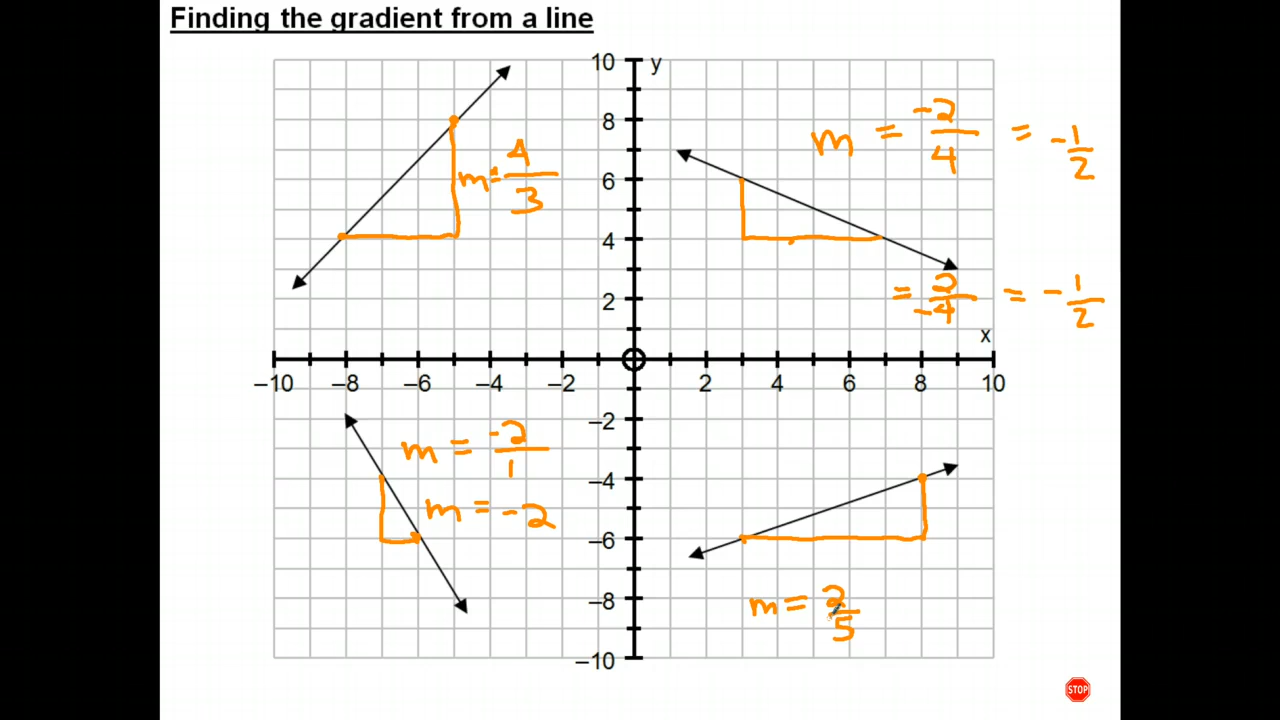 Finding the gradient from a line
10 y
8
6
4
2
x
−10 −8 −6 −4 −2 2 4 6 8 10
−2
−4
−6
−8
−10
m = 4/3
m = -2/4 = -1/2
= 2/-4 = -1/2
m = -2/1
m = -2
m = 2/5
STOP